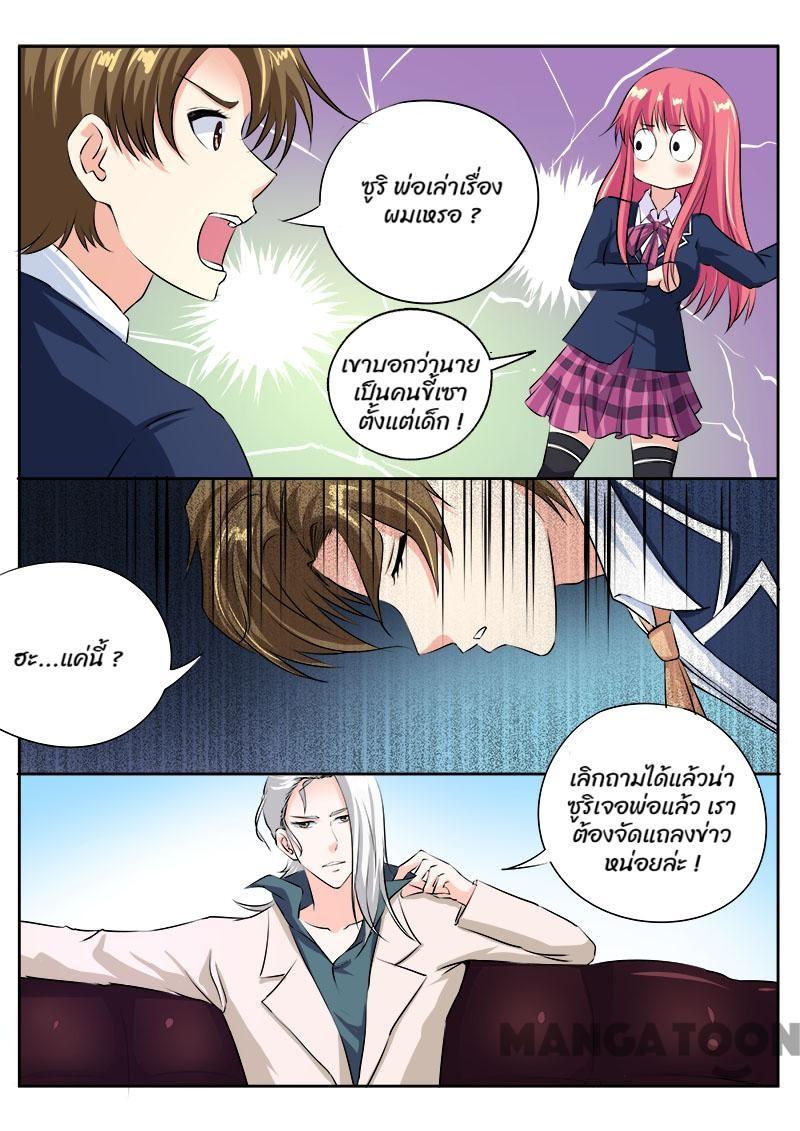 ซูริ พ่อเล่าเรื่อง
ผมเหรอ ?
เขาบอกว่านาย
เป็นคนขี้เซา
ตั้งแต่เด็ก !
ฮะ...แค่นี้ ?
เลิกถามได้แล้วน่า
ซูริเจอพ่อแล้ว เรา
ต้องจัดแถลงข่าว
หน่อยล่ะ !
MANGATOON